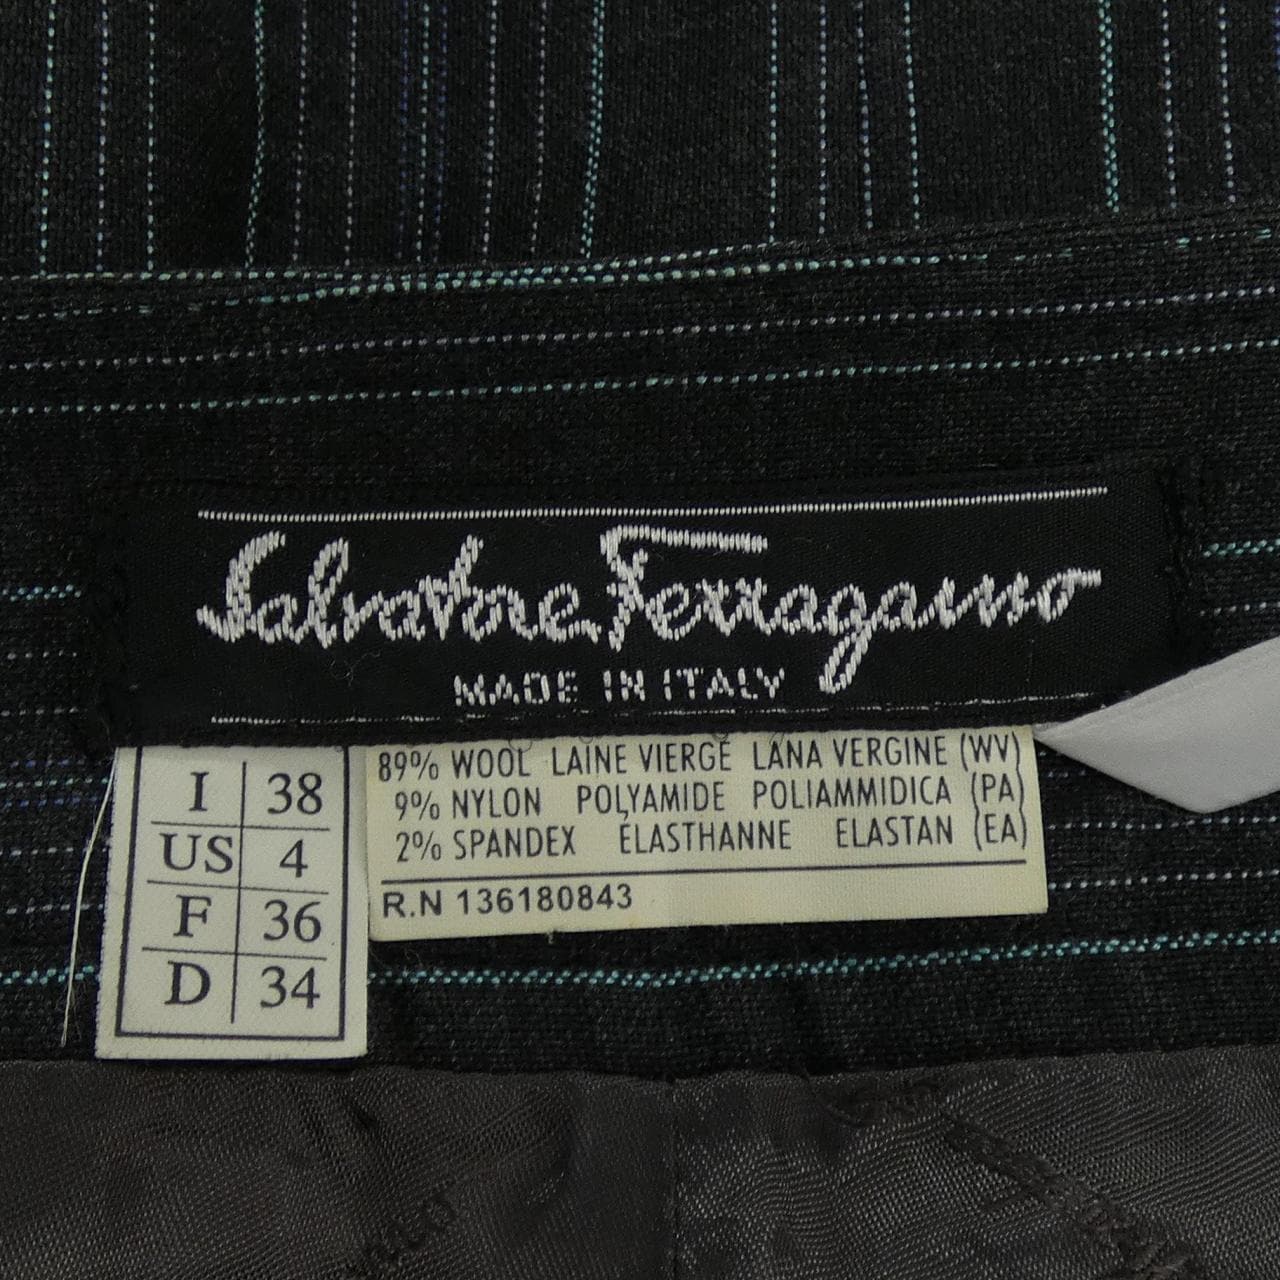 Salvatore Ferragamo
MADE IN ITALY
I 38
US 4
F 36
D 34
89% WOOL LAINE VIERGE LANA VERGINE (WV)
9% NYLON POLYAMIDE POLIAMMIDICA (PA)
2% SPANDEX ÉLASTHANNE ELASTAN (EA)
R.N 136180843